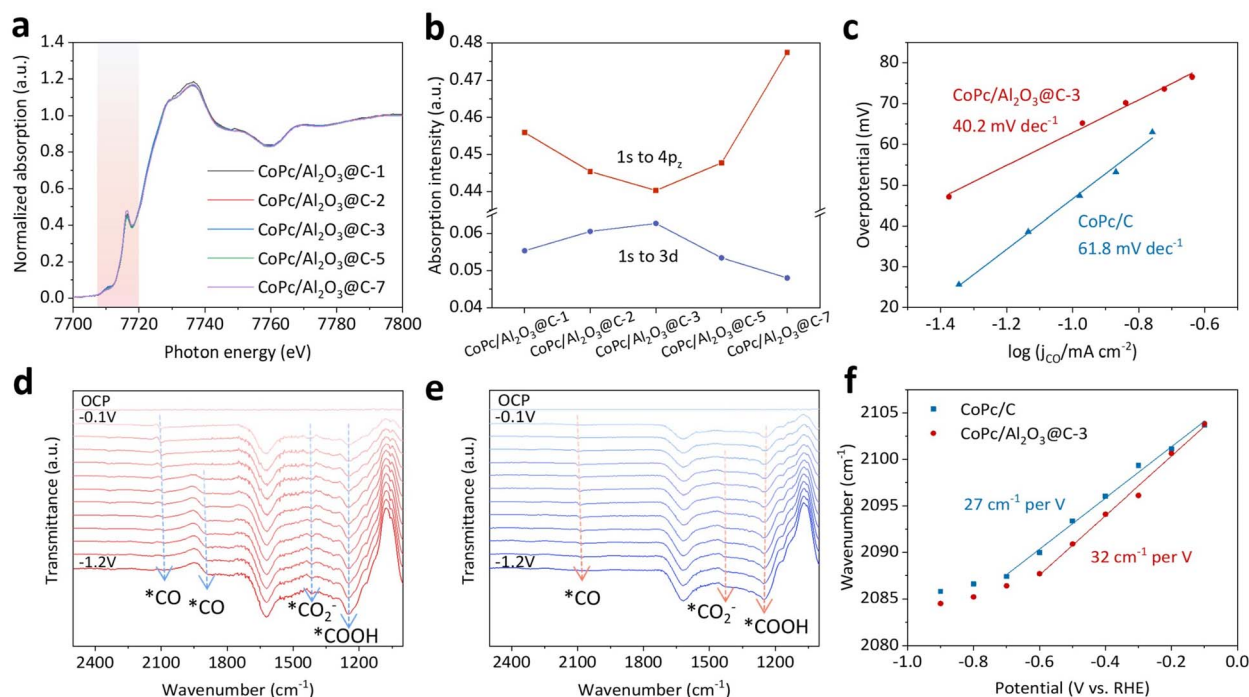 a
Normalized absorption (a.u.)
1.4
1.2
1.0
0.8
0.6
0.4
0.2
0.0
CoPc/Al₂O₃@C-1
CoPc/Al₂O₃@C-2
CoPc/Al₂O₃@C-3
CoPc/Al₂O₃@C-5
CoPc/Al₂O₃@C-7
7700 7720 7740 7760 7780 7800
Photon energy (eV)
b
Absorption intensity (a.u.)
0.48
0.47
0.46
0.45
0.44
0.06
0.05
0.04
1s to 4p_z
1s to 3d
CoPc/Al₂O₃@C-1
CoPc/Al₂O₃@C-2
CoPc/Al₂O₃@C-3
CoPc/Al₂O₃@C-5
CoPc/Al₂O₃@C-7
c
Overpotential (mV)
90
80
70
60
50
40
30
20
CoPc/Al₂O₃@C-3
40.2 mV dec⁻¹
CoPc/C
61.8 mV dec⁻¹
-1.4 -1.2 -1.0 -0.8 -0.6
log (j_CO/mA cm⁻²)
d
Transmittance (a.u.)
OCP
-0.1V
-1.2V
*CO
*CO
*CO₂⁻
*COOH
2400 2100 1800 1500 1200
Wavenumber (cm⁻¹)
e
Transmittance (a.u.)
OCP
-0.1V
-1.2V
*CO
*CO₂⁻
*COOH
2400 2100 1800 1500 1200
Wavenumber (cm⁻¹)
f
Wavenumber (cm⁻¹)
2105
2100
2095
2090
2085
2080
CoPc/C
CoPc/Al₂O₃@C-3
27 cm⁻¹ per V
32 cm⁻¹ per V
-1.0 -0.8 -0.6 -0.4 -0.2 0.0
Potential (V vs. RHE)